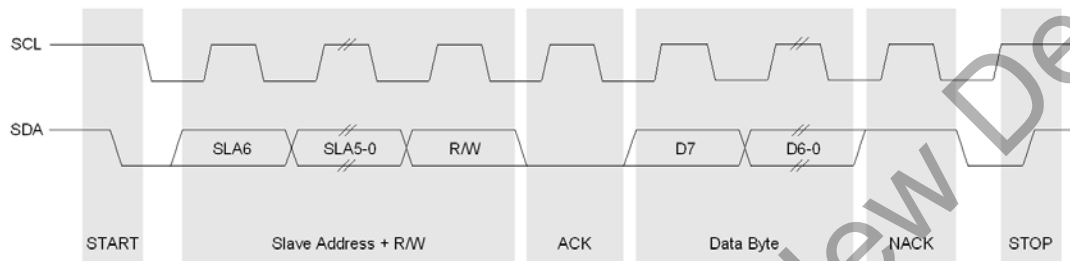 SCL
SDA
SLA6 SLA5-0 R/W D7 D6-0
START Slave Address + R/W ACK Data Byte NACK STOP